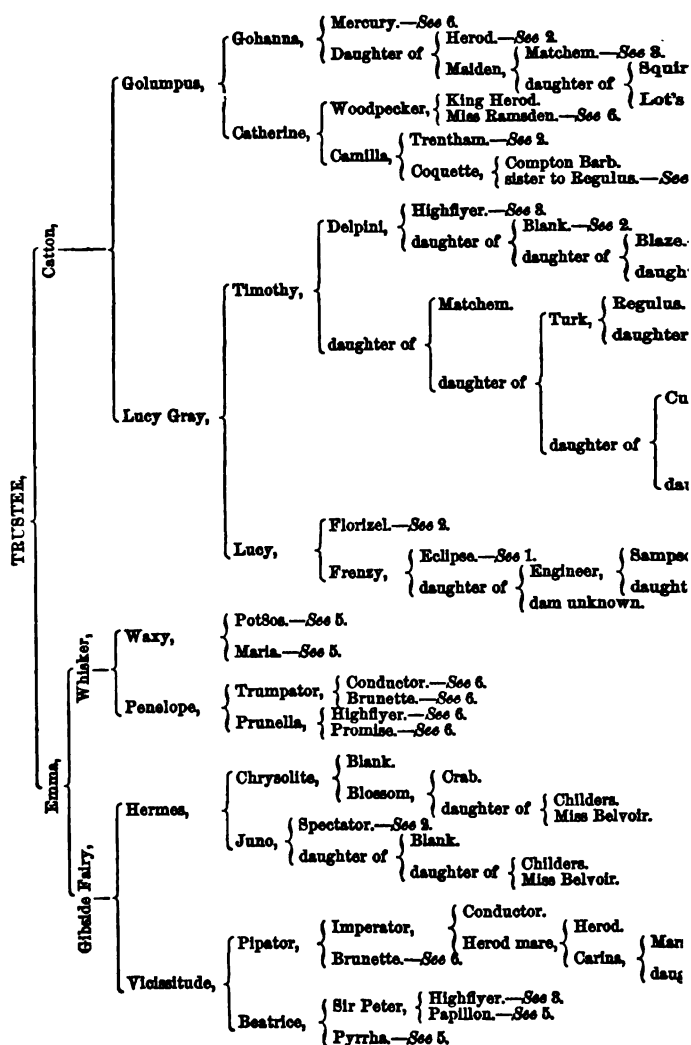 Mercury.—See 6.
Gohanna,
Daughter of
Herod.—See 2.
Maiden,
Matchem.—See 3.
daughter of
Squir
Lot's
Golumpus,
Catherine,
Woodpecker,
King Herod.
Miss Ramsden.—See 6.
Camilla,
Trentham.—See 2.
Coquette,
Compton Barb.
sister to Regulus.—See
Catton,
Delpini,
Highflyer.—See 3.
daughter of
Blank.—See 2.
daughter of
Blaze.
daught
Timothy,
daughter of
Matchem.
daughter of
Turk,
Regulus.
daughter
daughter of
Cu
dau
Lucy Gray,
TRUSTEE,
Lucy,
Florizel.—See 2.
Frenzy,
Eclipse.—See 1.
daughter of
Engineer,
Sampso
daught
dam unknown.
Whisker,
Waxy,
Pot8os.—See 5.
Maria.—See 5.
Penelope,
Trumpator,
Conductor.—See 6.
Brunette.—See 6.
Prunella,
Highflyer.—See 6.
Promise.—See 6.
Emma,
Gibside Fairy,
Hermes,
Chrysolite,
Blank.
Blossom,
Crab.
daughter of
Childers.
Miss Belvoir.
Juno,
Spectator.—See 2.
daughter of
Blank.
daughter of
Childers.
Miss Belvoir.
Vicissitude,
Pipator,
Imperator,
Conductor.
Herod mare,
Herod.
Carina,
Mar
daug
Brunette.—See 6.
Beatrice,
Sir Peter,
Highflyer.—See 3.
Papillon.—See 5.
Pyrrha.—See 5.